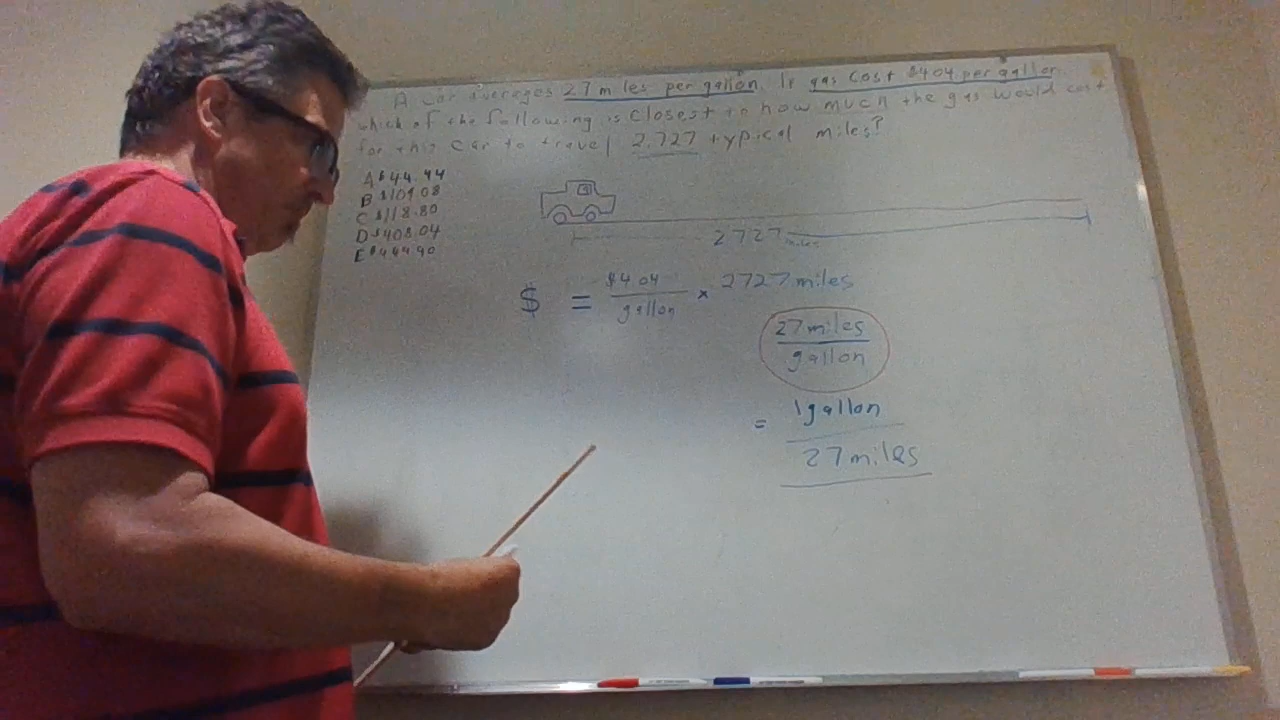 A car averages 27 miles per gallon. If gas cost $4.04 per gallon,
which of the following is closest to how much the gas would cost
for this car to travel 2,727 typical miles?
A $44.44
B $109.08
C $118.80
D $408.04
E $444.40
2727 miles
$ = $4.04 / gallon × 2727 miles
27 miles
gallon
= 1 gallon
27 miles